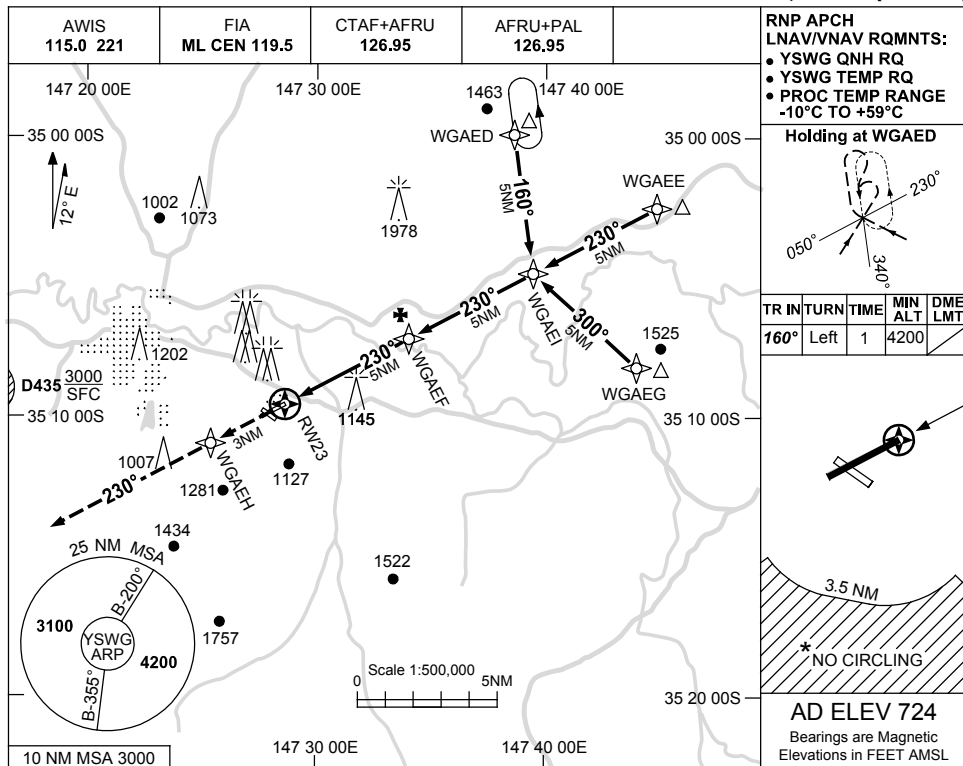 AWIS
115.0 221
FIA
ML CEN 119.5
CTAF+AFRU
126.95
AFRU+PAL
126.95
RNP APCH
LNAV/VNAV RQMNTS:
• YSWG QNH RQ
• YSWG TEMP RQ
• PROC TEMP RANGE
-10°C TO +59°C
147 20 00E
147 30 00E
147 40 00E
35 00 00S
35 00 00S
1463
WGAED
12° E
1002
1073
1978
160°
5NM
WGAEE
230°
5NM
230°
5NM
WGAEI
300°
5NM
1525
WGAEG
230°
5NM
WGAEF
1202
D435 3000
SFC
35 10 00S
35 10 00S
1145
RW23
3NM
WGAEH
1007
230°
1281
1127
1434
1522
1757
25 NM MSA
B-200°
3100
YSWG
ARP
4200
B-355°
10 NM MSA 3000
Scale 1:500,000
0
5NM
35 20 00S
147 30 00E
147 40 00E
Holding at WGAED
230°
050°
340°
TR IN TURN TIME MIN ALT DME LMT
160° Left 1 4200
3.5 NM
*NO CIRCLING
AD ELEV 724
Bearings are Magnetic
Elevations in FEET AMSL